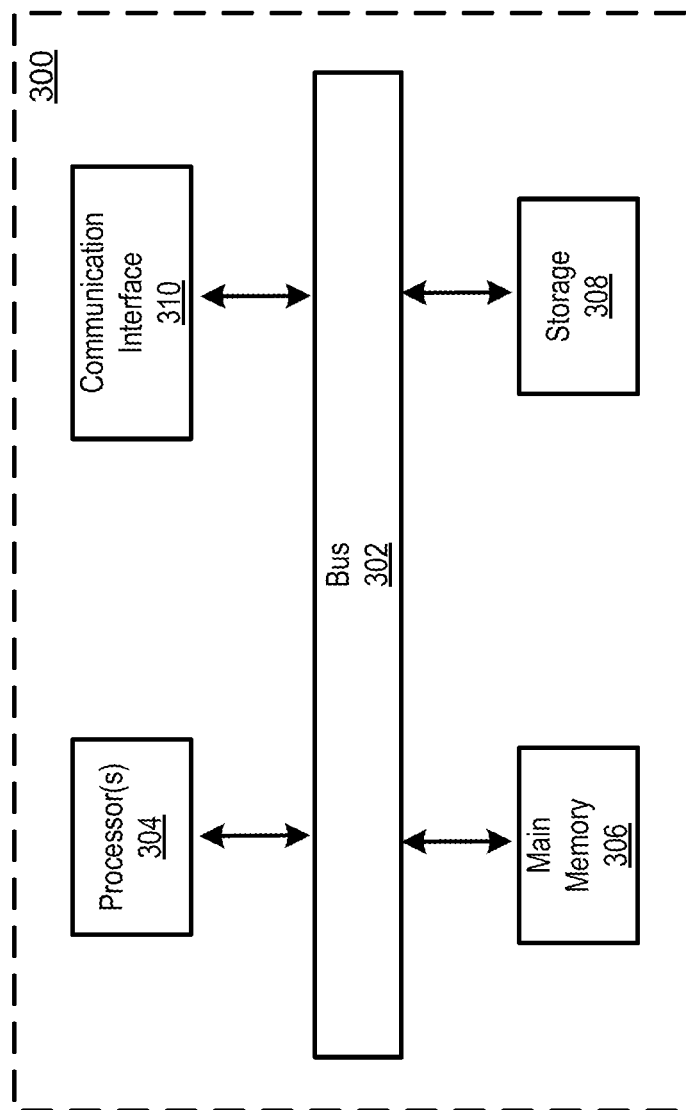 300
Processor(s)
304
Communication
Interface
310
Bus
302
Main
Memory
306
Storage
308